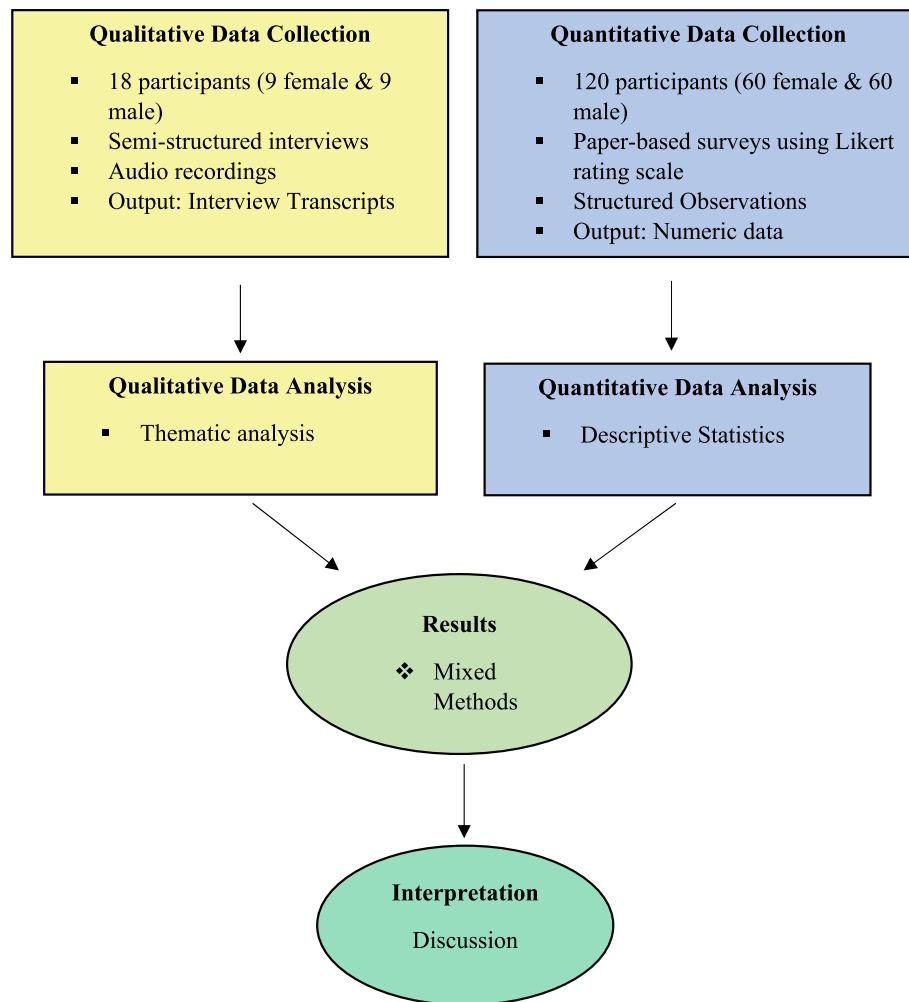 Qualitative Data Collection
▪ 18 participants (9 female & 9
male)
▪ Semi-structured interviews
▪ Audio recordings
▪ Output: Interview Transcripts
Quantitative Data Collection
▪ 120 participants (60 female & 60
male)
▪ Paper-based surveys using Likert
rating scale
▪ Structured Observations
▪ Output: Numeric data
Qualitative Data Analysis
▪ Thematic analysis
Quantitative Data Analysis
▪ Descriptive Statistics
Results
❖ Mixed
Methods
Interpretation
Discussion